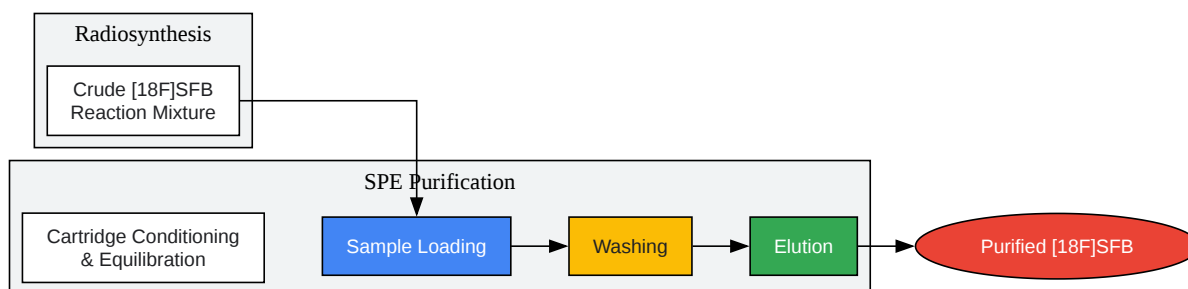 Radiosynthesis
Crude [18F]SFB
Reaction Mixture
SPE Purification
Cartridge Conditioning
& Equilibration
Sample Loading
Washing
Elution
Purified [18F]SFB